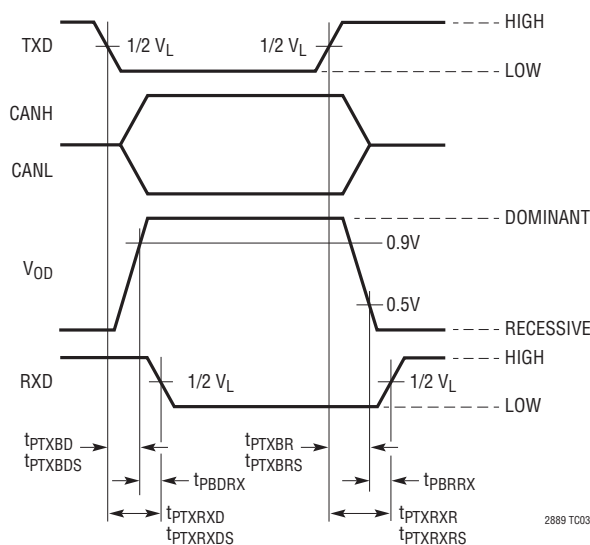 HIGH
TXD 1/2 VL 1/2 VL
LOW
CANH
CANL
DOMINANT
0.9V
VOD
0.5V
RECESSIVE
HIGH
RXD 1/2 VL 1/2 VL
LOW
tPTXBD tPTXBR
tPTXBDS tPTXBRS
tPBDRX tPBRRX
tPTXRXD tPTXRXR
tPTXRXDS tPTXRXRS
2889 TC03